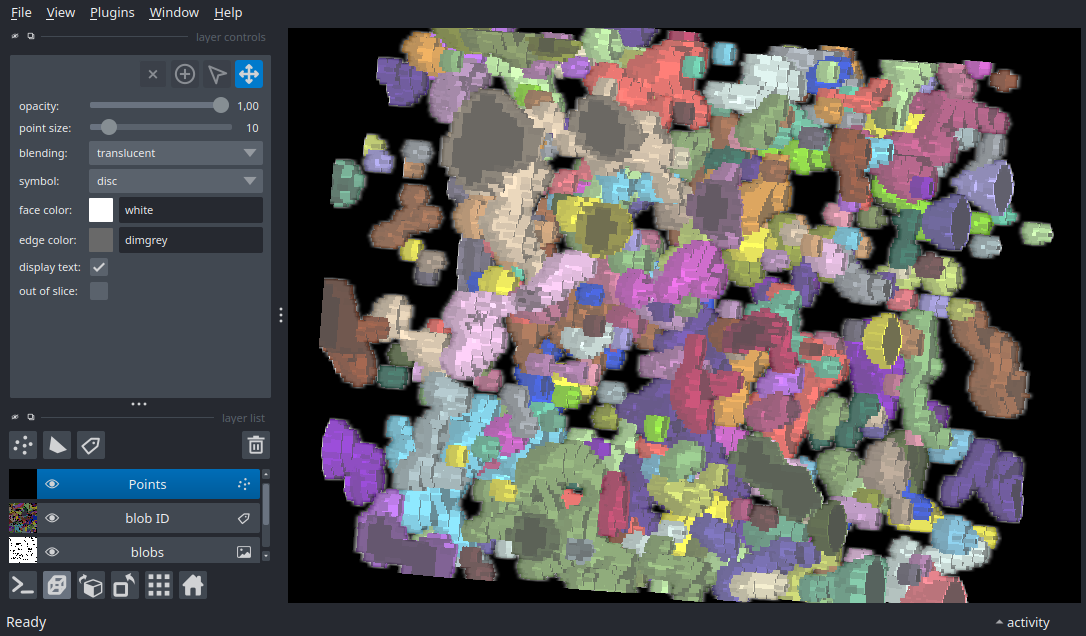 File View Plugins Window Help
layer controls
opacity: 1,00
point size: 10
blending: translucent
symbol: disc
face color: white
edge color: dimgrey
display text:
out of slice:
layer list
Points
blob ID
blobs
Ready activity